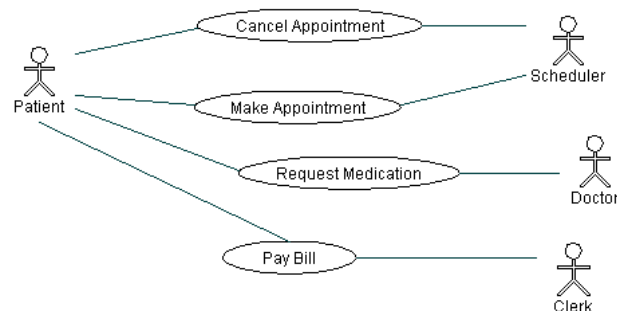 Cancel Appointment
Scheduler
Patient
Make Appointment
Request Medication
Doctor
Pay Bill
Clerk